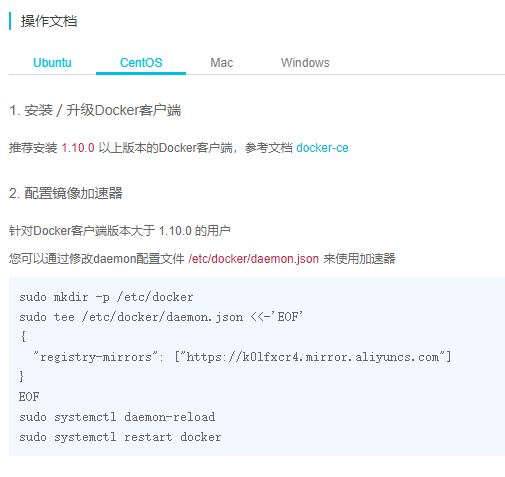 操作文档
Ubuntu CentOS Mac Windows
1. 安装 / 升级Docker客户端
推荐安装 1.10.0 以上版本的Docker客户端，参考文档 docker-ce
2. 配置镜像加速器
针对Docker客户端版本大于 1.10.0 的用户
您可以通过修改daemon配置文件 /etc/docker/daemon.json 来使用加速器
sudo mkdir -p /etc/docker
sudo tee /etc/docker/daemon.json <<-'EOF'
{
  "registry-mirrors": ["https://k0lfxcr4.mirror.aliyuncs.com"]
}
EOF
sudo systemctl daemon-reload
sudo systemctl restart docker